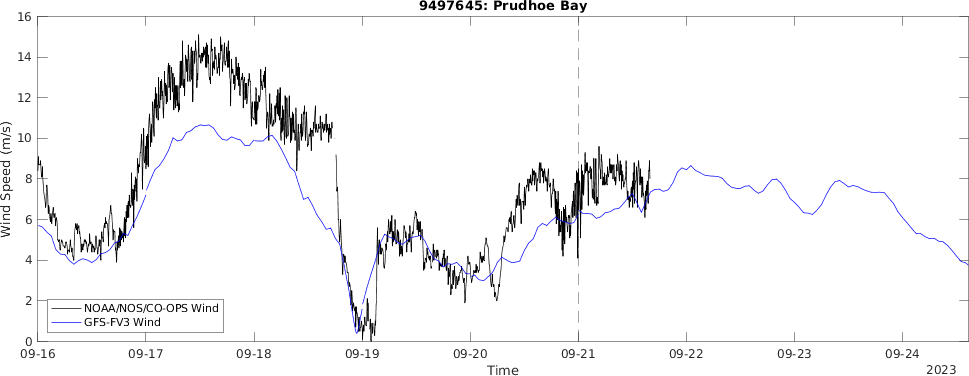 9497645: Prudhoe Bay
Wind Speed (m/s)
16
14
12
10
8
6
4
2
0
NOAA/NOS/CO-OPS Wind
GFS-FV3 Wind
09-16 09-17 09-18 09-19 09-20 09-21 09-22 09-23 09-24
Time
2023